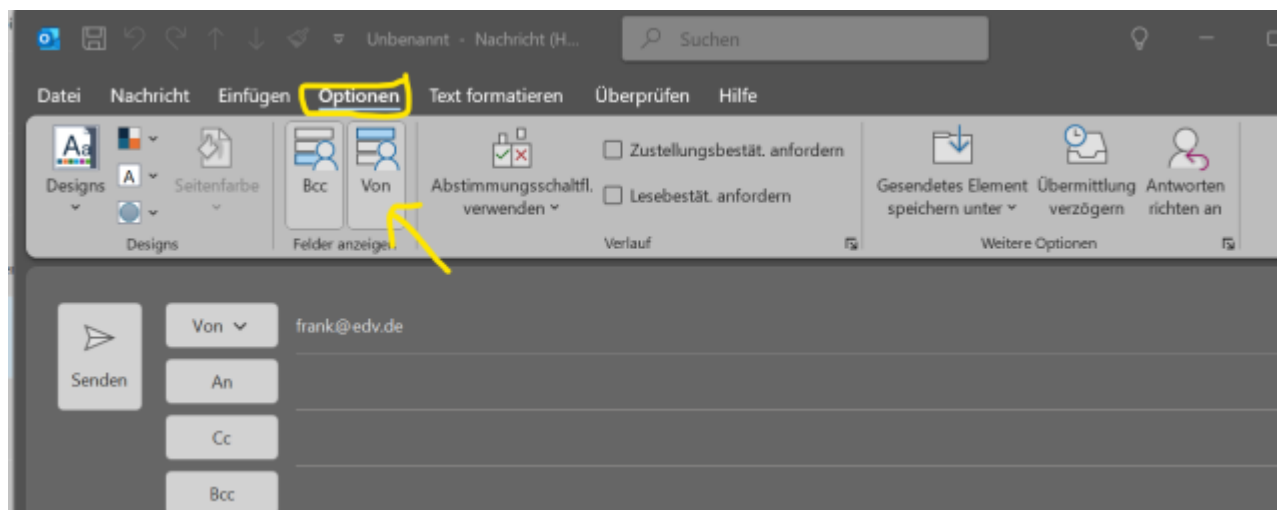 Unbenannt - Nachricht (H...
Suchen
Datei Nachricht Einfügen Optionen Text formatieren Überprüfen Hilfe
Aa
A
Designs
Seitenfarbe
Designs
Bcc Von
Felder anzeigen
Abstimmungsschaltfl.
verwenden
Zustellungsbestät. anfordern
Lesebestät. anfordern
Verlauf
Gesendetes Element
speichern unter
Übermittlung
verzögern
Antworten
richten an
Weitere Optionen
Senden
Von frank@edv.de
An
Cc
Bcc